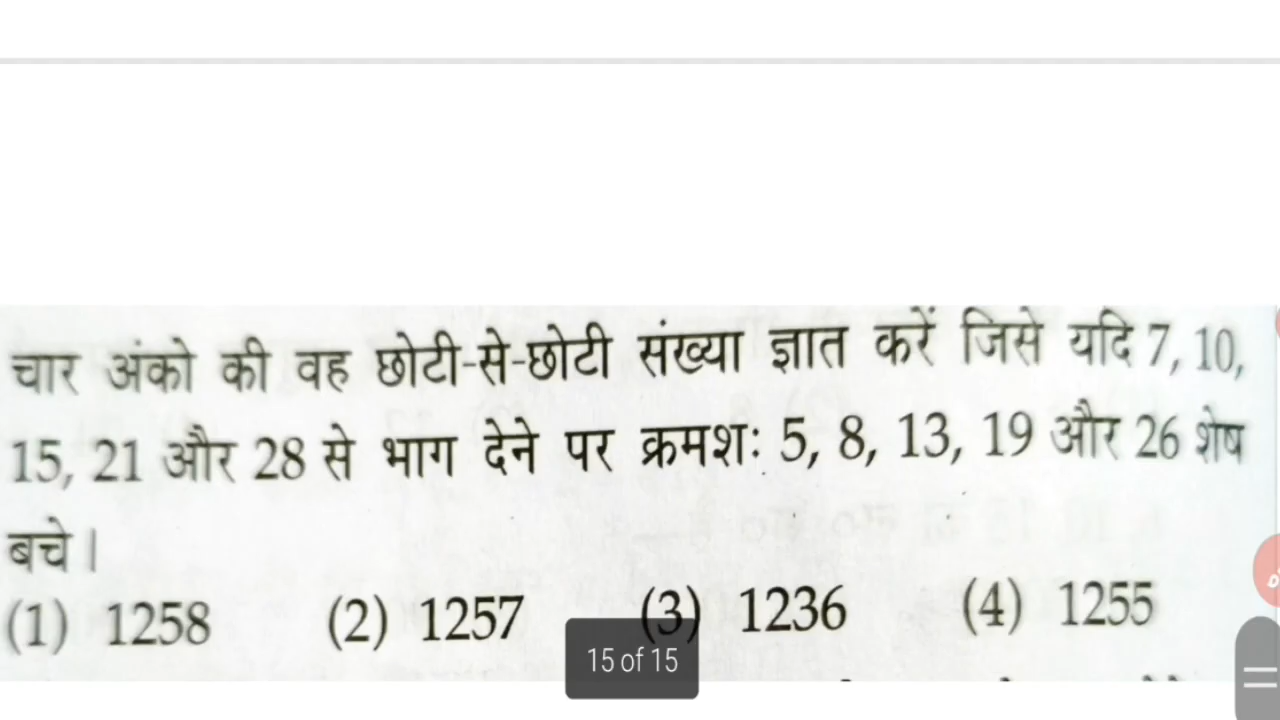 चार अंको की वह छोटी-से-छोटी संख्या ज्ञात करें जिसे यदि 7, 10,
15, 21 और 28 से भाग देने पर क्रमशः 5, 8, 13, 19 और 26 शेष
बचे।
(1) 1258 (2) 1257 (3) 1236 (4) 1255
15 of 15